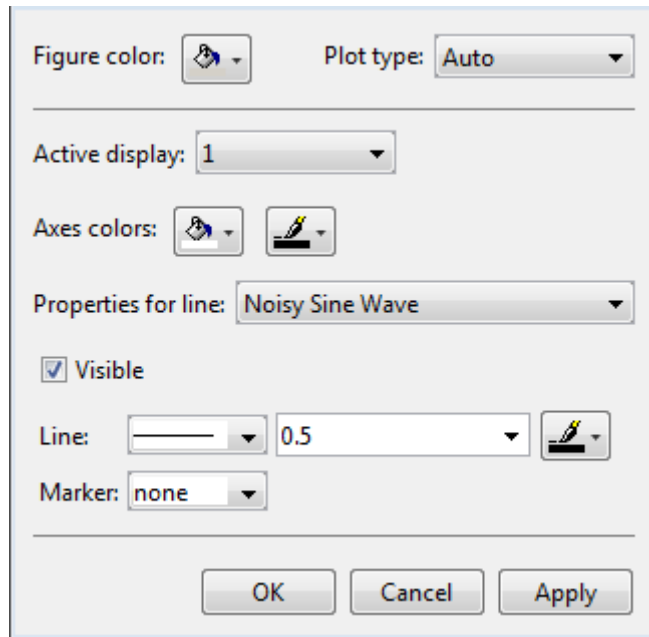 Figure color: Plot type: Auto
Active display: 1
Axes colors:
Properties for line: Noisy Sine Wave
Visible
Line: 0.5
Marker: none
OK Cancel Apply